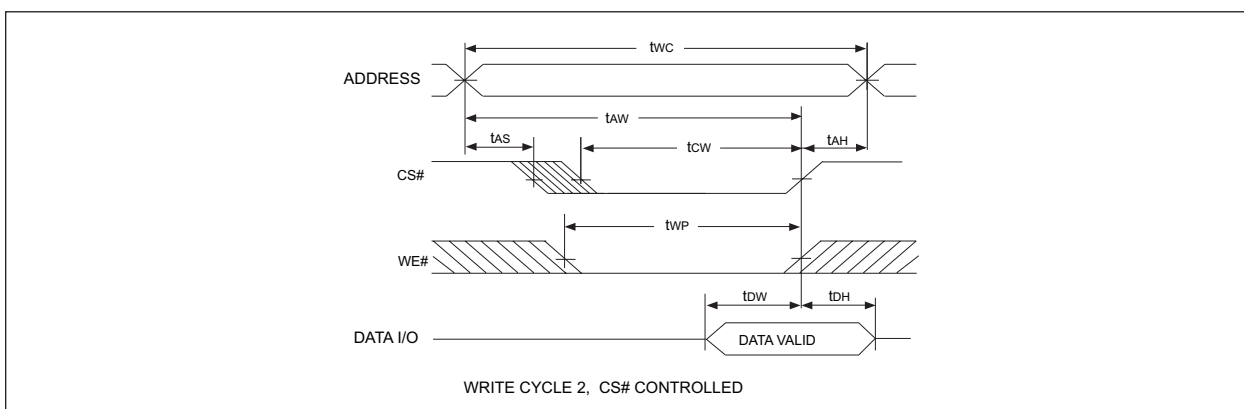 tWC
ADDRESS
tAW
tAS
tCW
tAH
CS#
tWP
WE#
tDW
tDH
DATA I/O
DATA VALID
WRITE CYCLE 2, CS# CONTROLLED